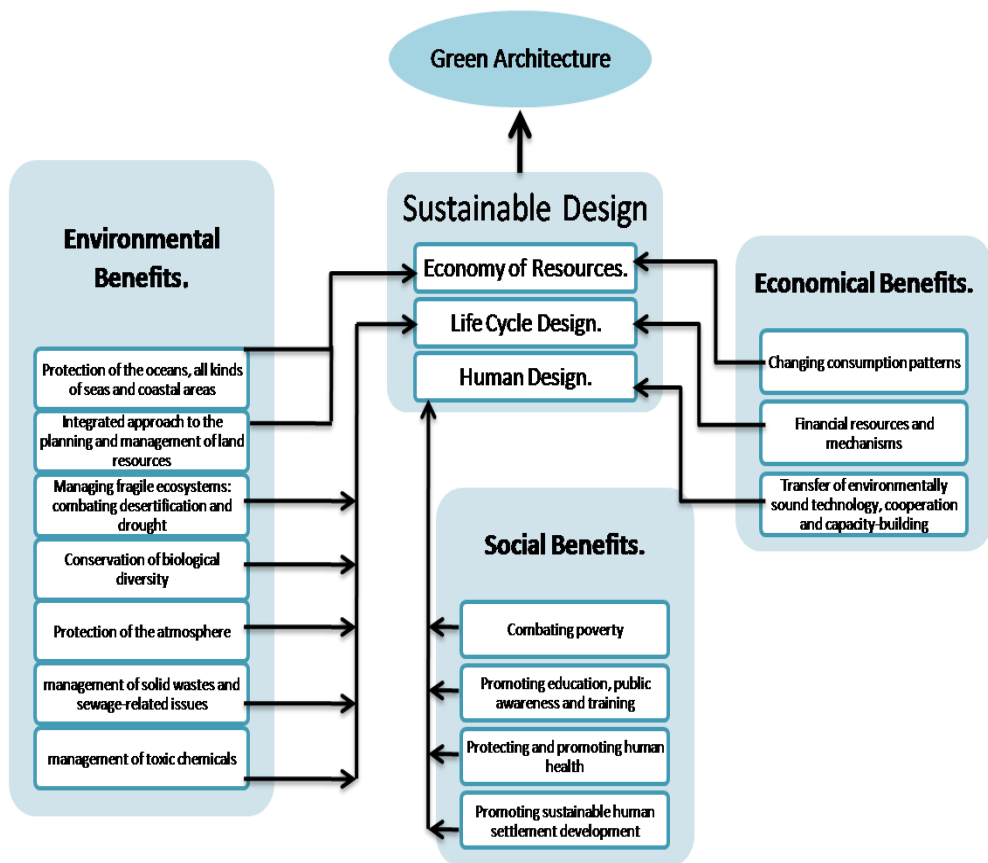 Green Architecture
Sustainable Design
Economy of Resources.
Life Cycle Design.
Human Design.
Environmental
Benefits.
Protection of the oceans, all kinds
of seas and coastal areas
Integrated approach to the
planning and management of land
resources
Managing fragile ecosystems:
combating desertification and
drought
Conservation of biological
diversity
Protection of the atmosphere
management of solid wastes and
sewage-related issues
management of toxic chemicals
Social Benefits.
Combating poverty
Promoting education, public
awareness and training
Protecting and promoting human
health
Promoting sustainable human
settlement development
Economical Benefits.
Changing consumption patterns
Financial resources and
mechanisms
Transfer of environmentally
sound technology, cooperation
and capacity-building